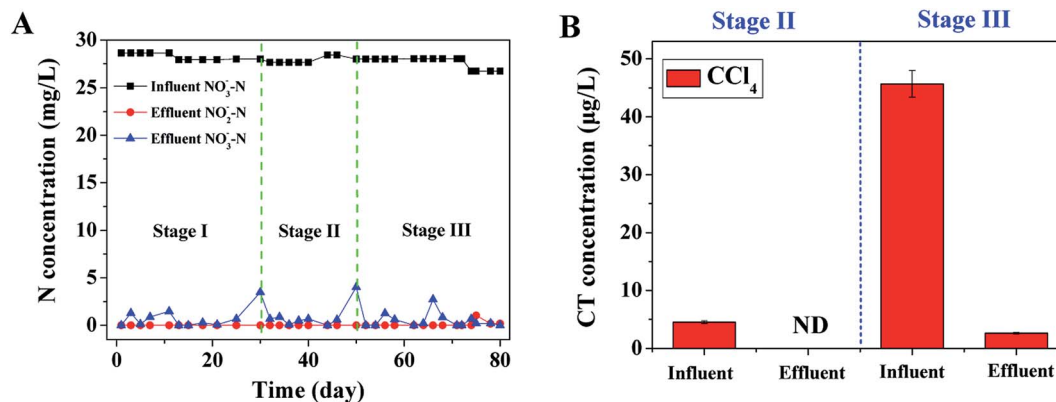 A
N concentration (mg/L)
30
25
20
15
10
5
0
Influent NO₃⁻-N
Effluent NO₂⁻-N
Effluent NO₃⁻-N
Stage I
Stage II
Stage III
0
20
40
60
80
Time (day)
B
Stage II
Stage III
CT concentration (μg/L)
50
40
30
20
10
0
CCl₄
ND
Influent
Effluent
Influent
Effluent